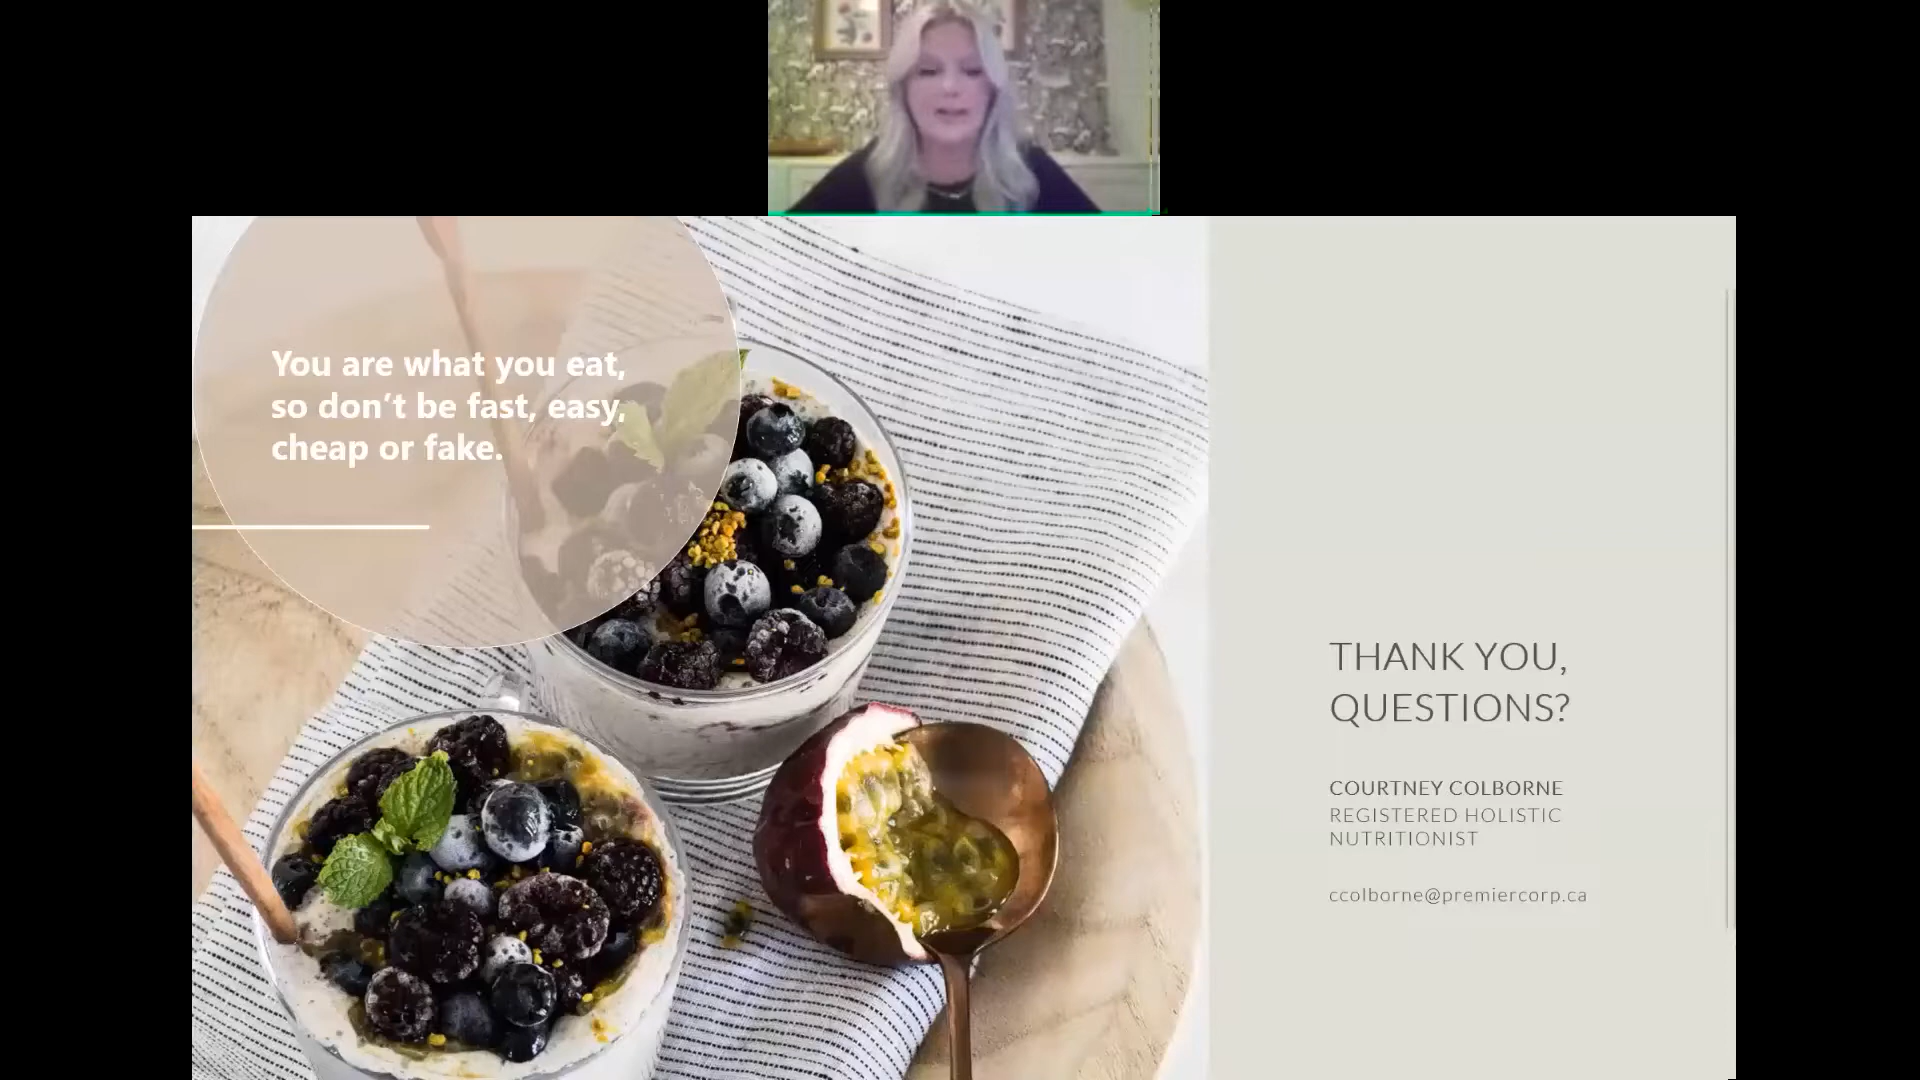 You are what you eat,
so don’t be fast, easy,
cheap or fake.
THANK YOU,
QUESTIONS?
COURTNEY COLBORNE
REGISTERED HOLISTIC
NUTRITIONIST
ccolborne@premiercorp.ca